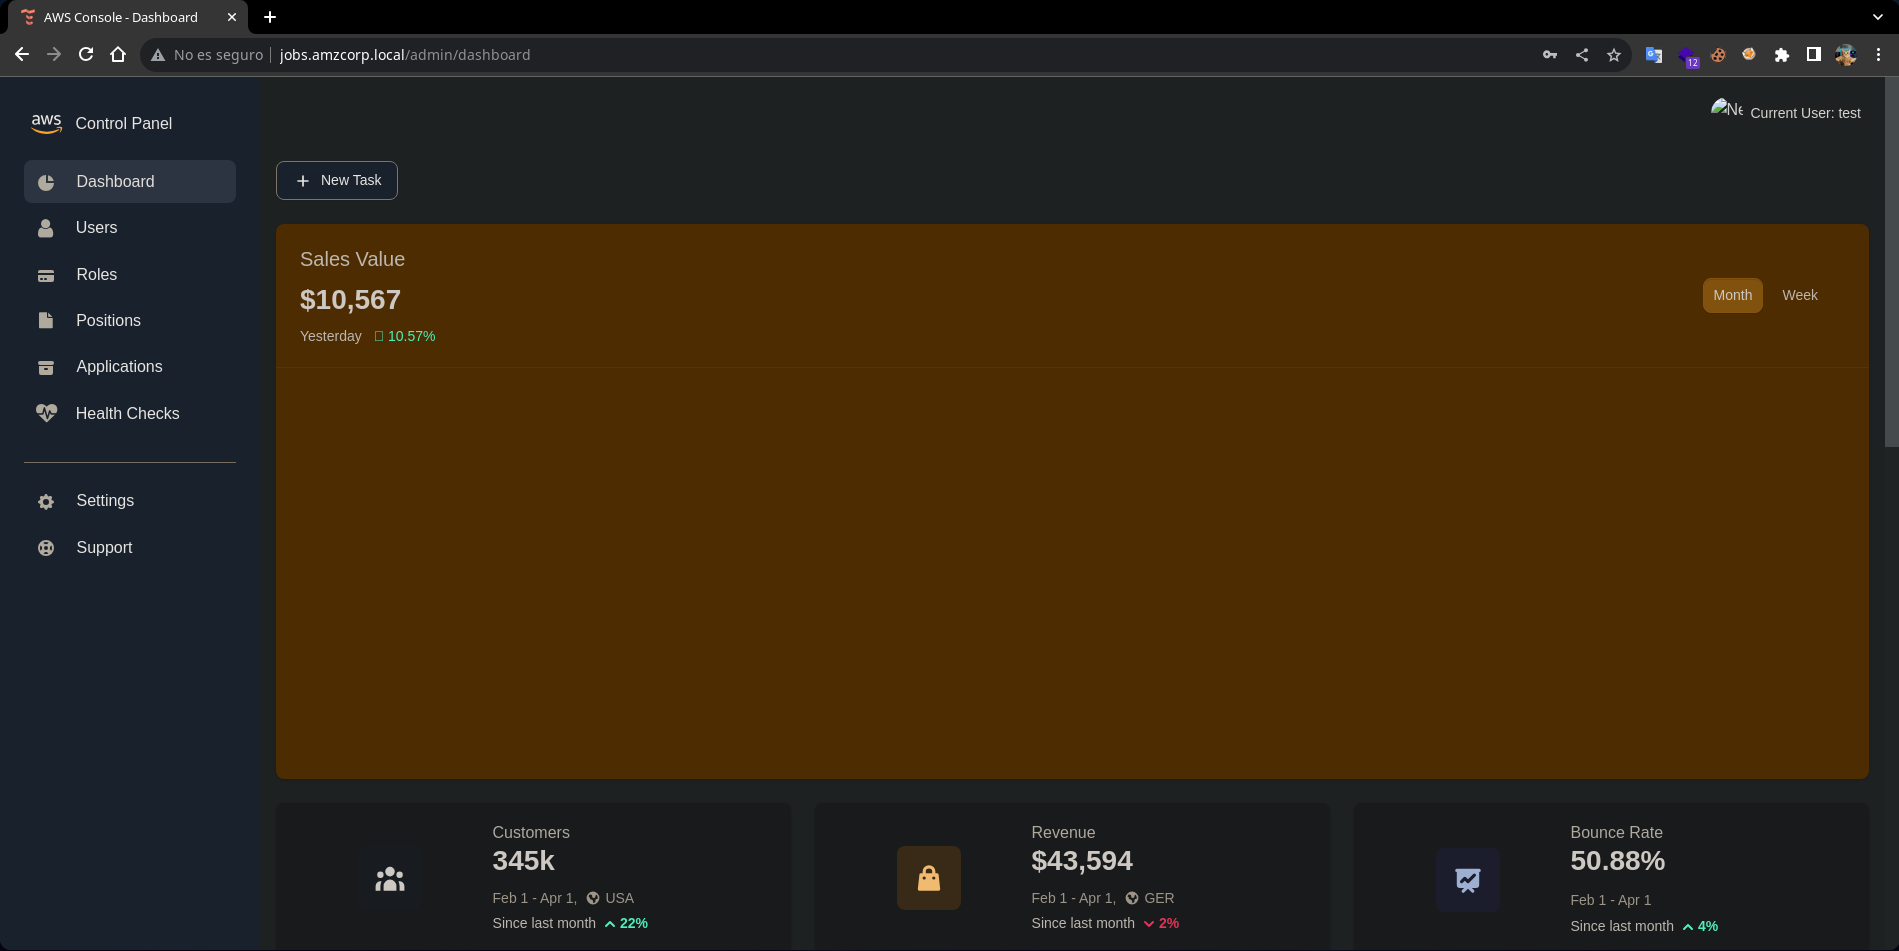 AWS Console - Dashboard
No es seguro
jobs.amzcorp.local/admin/dashboard
12
aws
Control Panel
Current User: test
Dashboard
New Task
Users
Roles
Positions
Applications
Health Checks
Settings
Support
Sales Value
$10,567
Yesterday 10.57%
Month
Week
Customers
345k
Feb 1 - Apr 1, USA
Since last month 22%
Revenue
$43,594
Feb 1 - Apr 1, GER
Since last month 2%
Bounce Rate
50.88%
Feb 1 - Apr 1
Since last month 4%